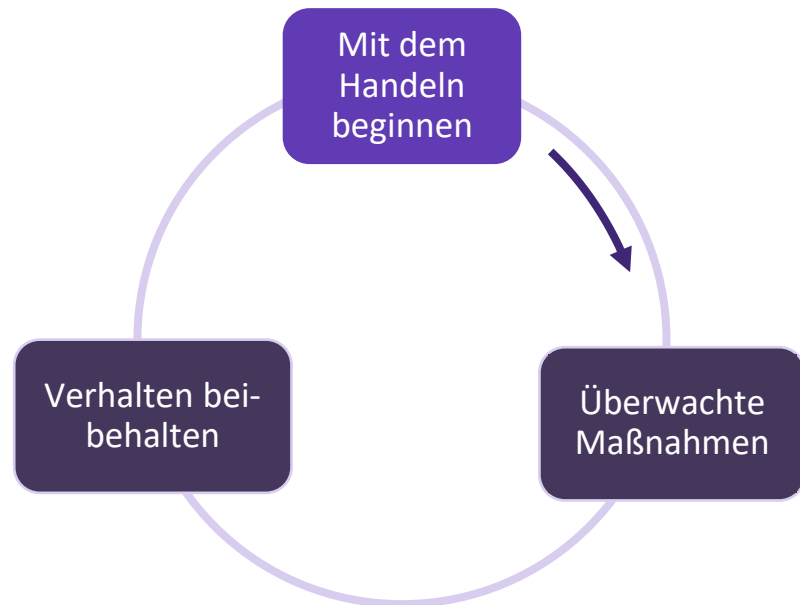 Mit dem
Handeln
beginnen
Verhalten bei-
behalten
Überwachte
Maßnahmen